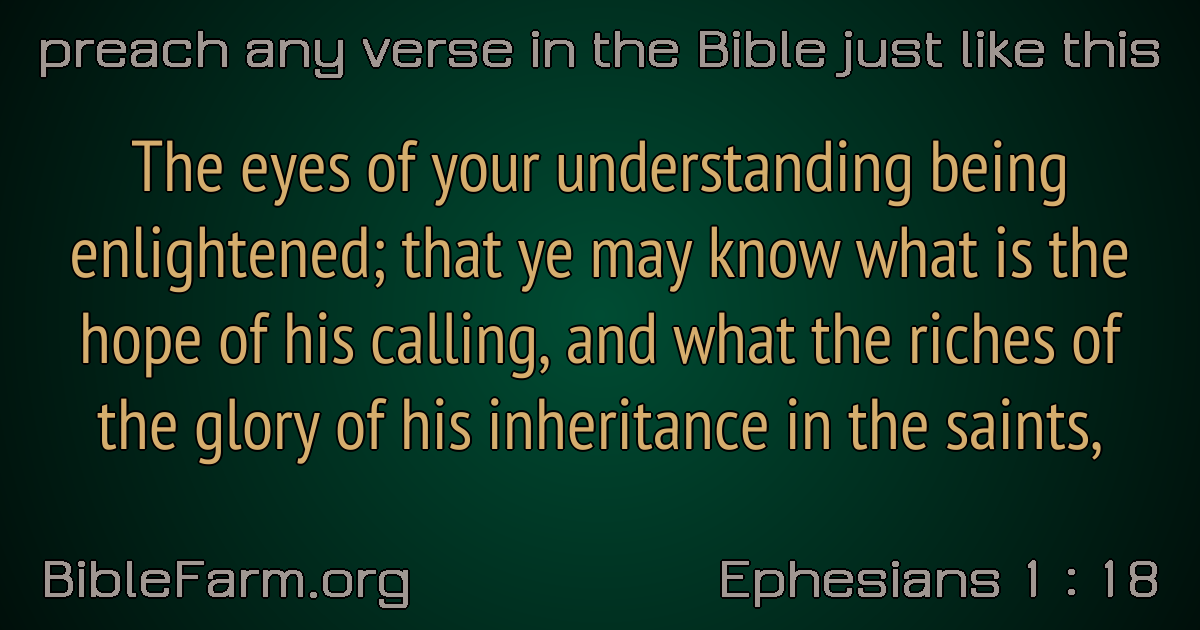 preach any verse in the Bible just like this
The eyes of your understanding being
enlightened; that ye may know what is the
hope of his calling, and what the riches of
the glory of his inheritance in the saints,
BibleFarm.org
Ephesians 1 : 18